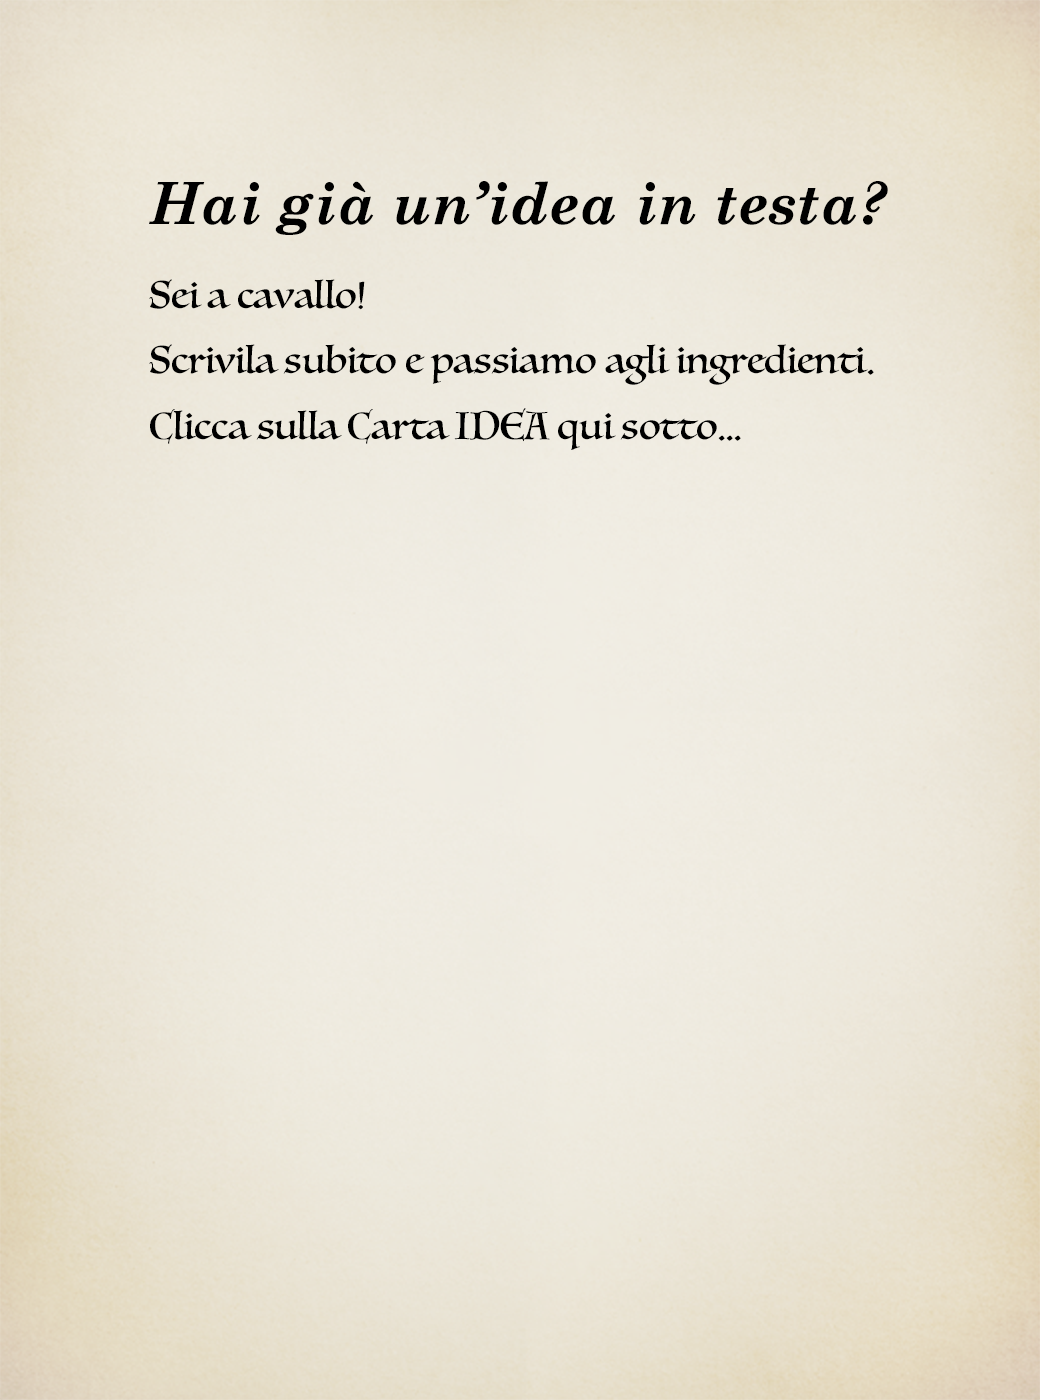 Hai già un’idea in testa?
Sei a cavallo!
Scrivila subito e passiamo agli ingredienti.
Clicca sulla Carta IDEA qui sotto...